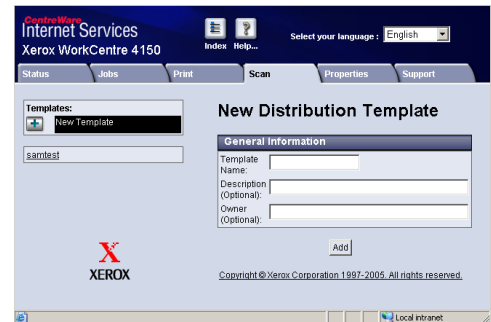 CentreWare
Internet Services
Xerox WorkCentre 4150
Index Help...
Select your language : English
Status Jobs Print Scan Properties Support
Templates:
New Template
samtest
New Distribution Template
General Information
Template
Name:
Description
(Optional):
Owner
(Optional):
Add
X
XEROX
Copyright © Xerox Corporation 1997-2005. All rights reserved.
Local intranet